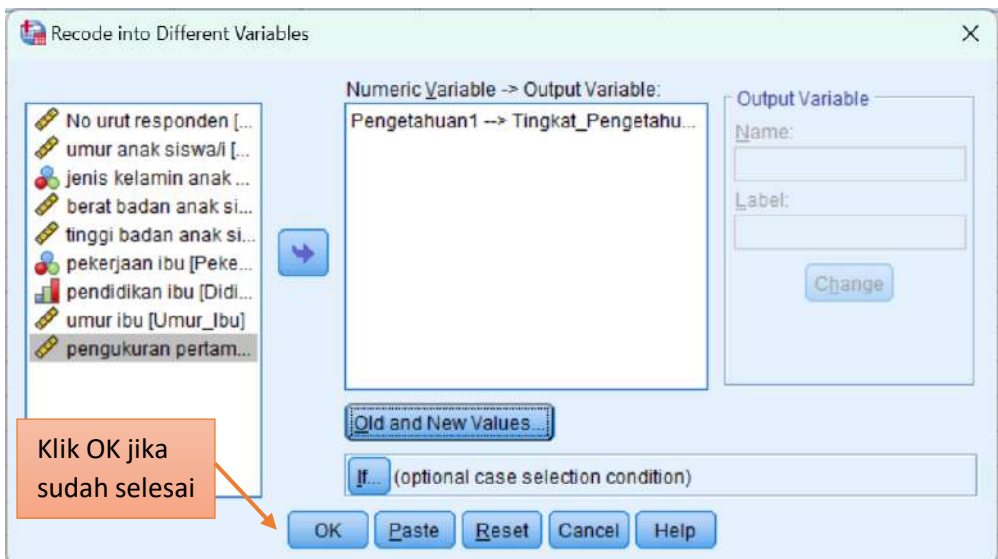 Recode into Different Variables
No urut responden [...
umur anak siswa/i [...
jenis kelamin anak ...
berat badan anak si...
tinggi badan anak si...
pekerjaan ibu [Peke...
pendidikan ibu [Didi...
umur ibu [Umur_Ibu]
pengukuran pertam...
Numeric Variable -> Output Variable:
Pengetahuan1 --> Tingkat_Pengetahu...
Output Variable
Name:
Label:
Change
Old and New Values...
If... (optional case selection condition)
Klik OK jika
sudah selesai
OK Paste Reset Cancel Help